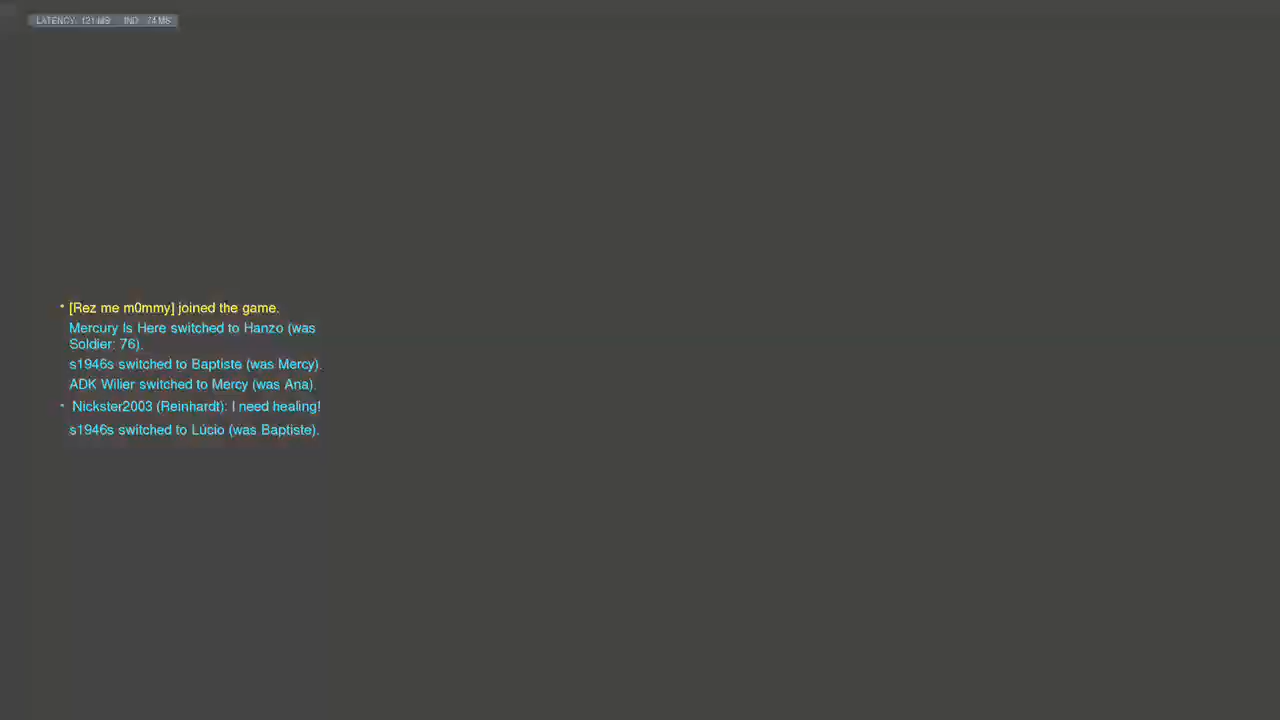 LATENCY: 121 MS IND: 74 MS
[Rez me m0mmy] joined the game.
Mercury Is Here switched to Hanzo (was
Soldier: 76).
s1946s switched to Baptiste (was Mercy).
ADK Wilier switched to Mercy (was Ana).
Nickster2003 (Reinhardt): I need healing!
s1946s switched to Lúcio (was Baptiste).